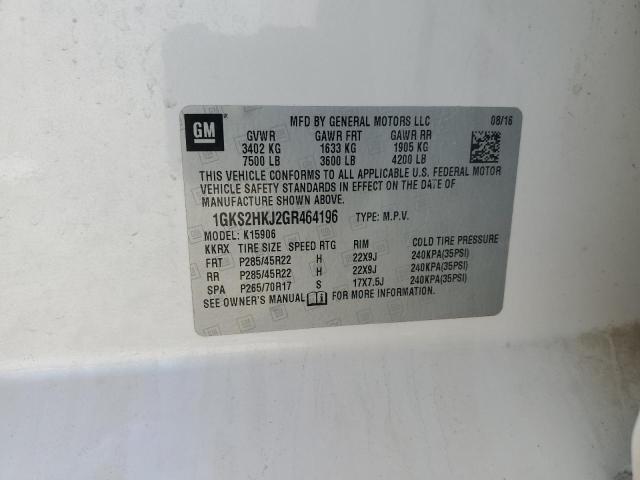 GM
MFD BY GENERAL MOTORS LLC 08/16
GVWR GAWR FRT GAWR RR
3402 KG 1633 KG 1905 KG
7500 LB 3600 LB 4200 LB
THIS VEHICLE CONFORMS TO ALL APPLICABLE U.S. FEDERAL MOTOR
VEHICLE SAFETY STANDARDS IN EFFECT ON THE DATE OF
MANUFACTURE SHOWN ABOVE.
1GKS2HKJ2GR464196 TYPE: M.P.V.
MODEL: K15906
KKRX TIRE SIZE SPEED RTG RIM COLD TIRE PRESSURE
FRT P285/45R22 H 22X9J 240KPA(35PSI)
RR P285/45R22 H 22X9J 240KPA(35PSI)
SPA P265/70R17 S 17X7.5J 240KPA(35PSI)
SEE OWNER'S MANUAL FOR MORE INFORMATION.